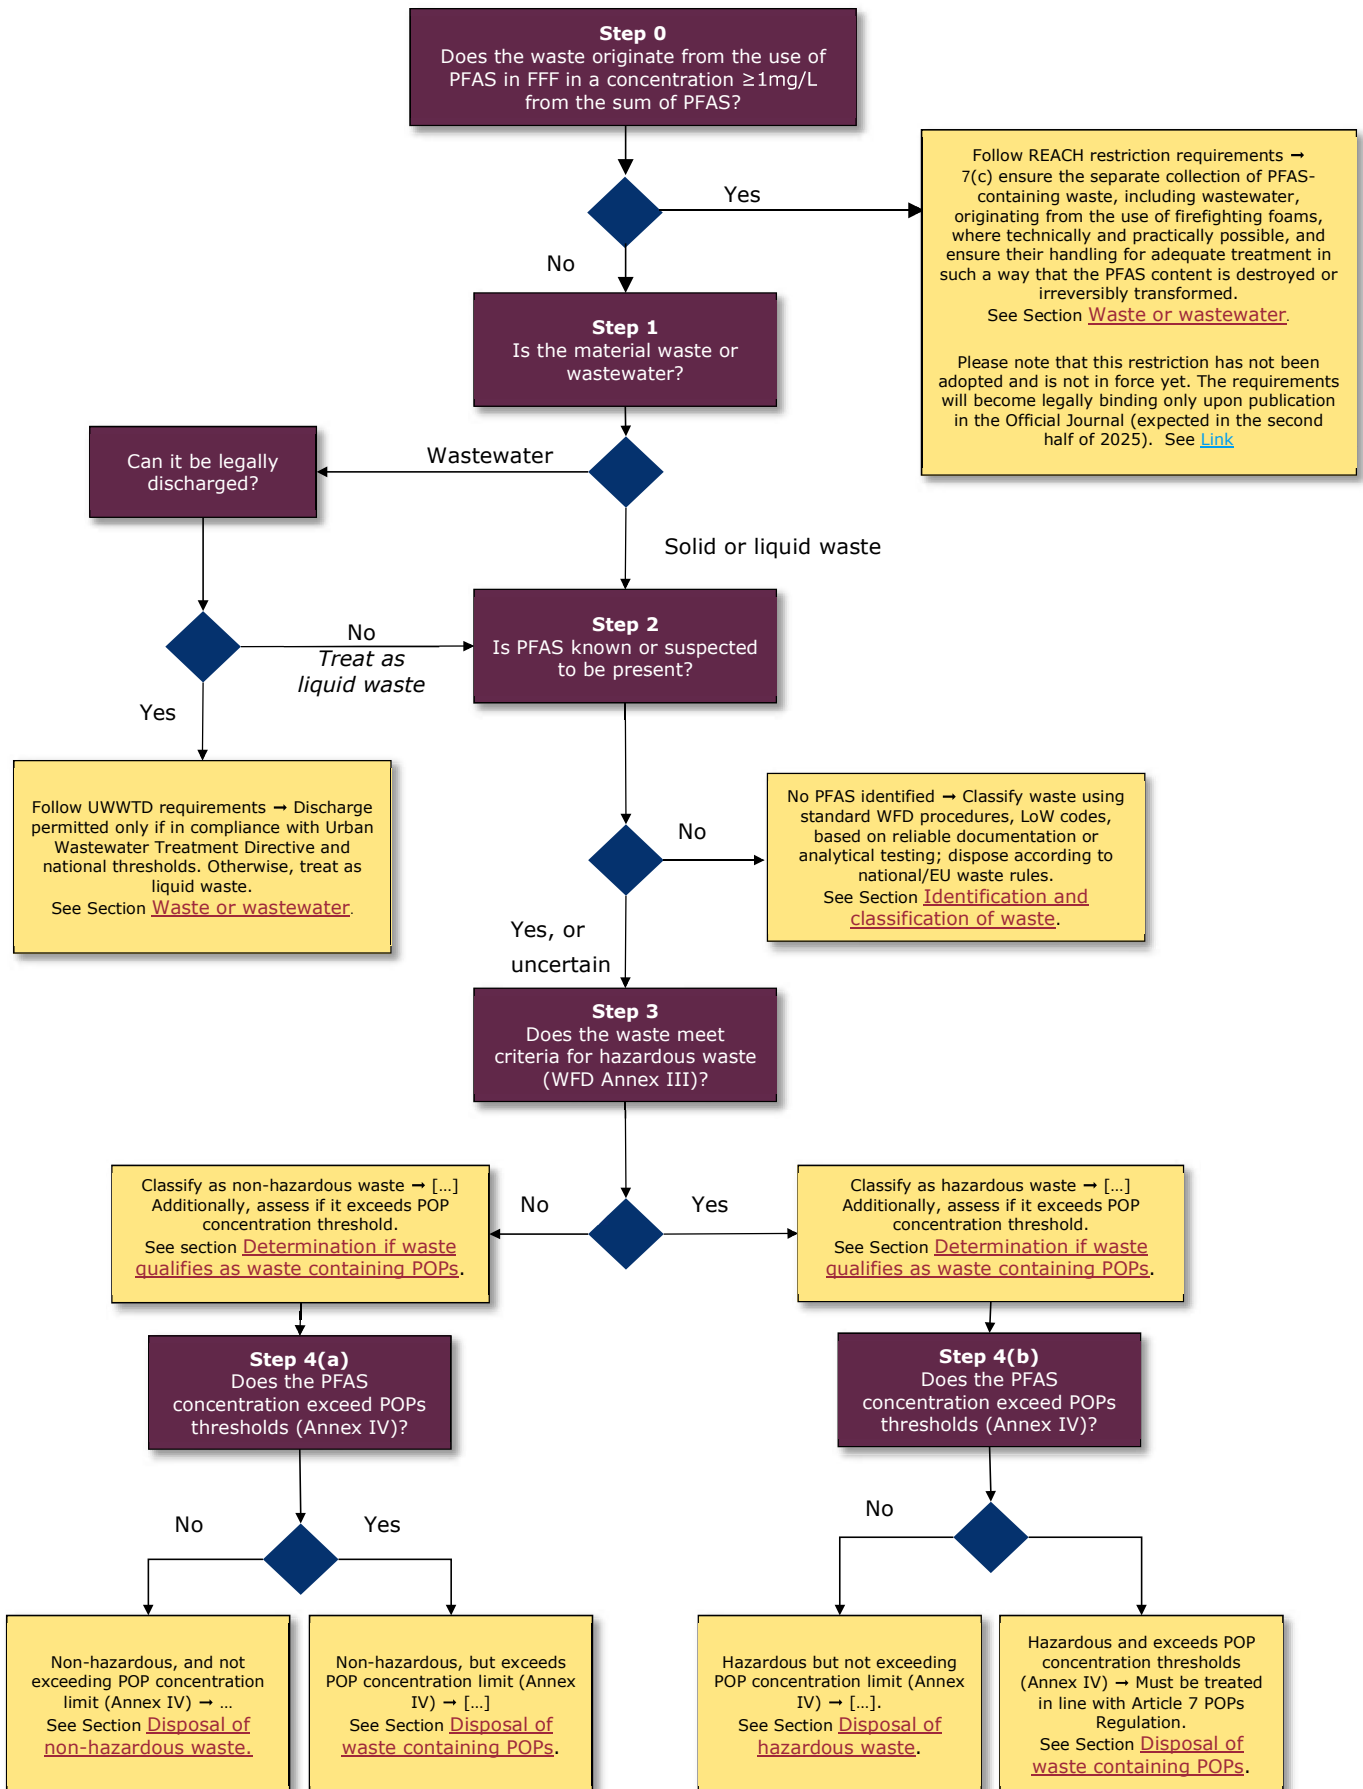 Step 0
Does the waste originate from the use of
PFAS in FFF in a concentration ≥1mg/L
from the sum of PFAS?
Yes
Follow REACH restriction requirements →
7(c) ensure the separate collection of PFAS-
containing waste, including wastewater,
originating from the use of firefighting foams,
where technically and practically possible, and
ensure their handling for adequate treatment in
such a way that the PFAS content is destroyed or
irreversibly transformed.
See Section Waste or wastewater.
Please note that this restriction has not been
adopted and is not in force yet. The requirements
will become legally binding only upon publication
in the Official Journal (expected in the second
half of 2025). See Link
No
Step 1
Is the material waste or
wastewater?
Wastewater
Can it be legally
discharged?
Solid or liquid waste
No
Treat as
liquid waste
Step 2
Is PFAS known or suspected
to be present?
Yes
Follow UWWTD requirements → Discharge
permitted only if in compliance with Urban
Wastewater Treatment Directive and
national thresholds. Otherwise, treat as
liquid waste.
See Section Waste or wastewater.
No
No PFAS identified → Classify waste using
standard WFD procedures, LoW codes,
based on reliable documentation or
analytical testing; dispose according to
national/EU waste rules.
See Section Identification and
classification of waste.
Yes, or
uncertain
Step 3
Does the waste meet
criteria for hazardous waste
(WFD Annex III)?
No
Yes
Classify as non-hazardous waste → […]
Additionally, assess if it exceeds POP
concentration threshold.
See section Determination if waste
qualifies as waste containing POPs.
Classify as hazardous waste → […]
Additionally, assess if it exceeds POP
concentration threshold.
See Section Determination if waste
qualifies as waste containing POPs.
Step 4(a)
Does the PFAS
concentration exceed POPs
thresholds (Annex IV)?
Step 4(b)
Does the PFAS
concentration exceed POPs
thresholds (Annex IV)?
No
Yes
No
Non-hazardous, and not
exceeding POP concentration
limit (Annex IV) → …
See Section Disposal of
non-hazardous waste.
Non-hazardous, but exceeds
POP concentration limit (Annex
IV) → […]
See Section Disposal of
waste containing POPs.
Hazardous but not exceeding
POP concentration limit (Annex
IV) → […].
See Section Disposal of
hazardous waste.
Hazardous and exceeds POP
concentration thresholds
(Annex IV) → Must be treated
in line with Article 7 POPs
Regulation.
See Section Disposal of
waste containing POPs.